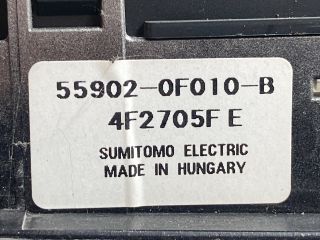 55902-0F010-B
4F2705F E
SUMITOMO ELECTRIC
MADE IN HUNGARY